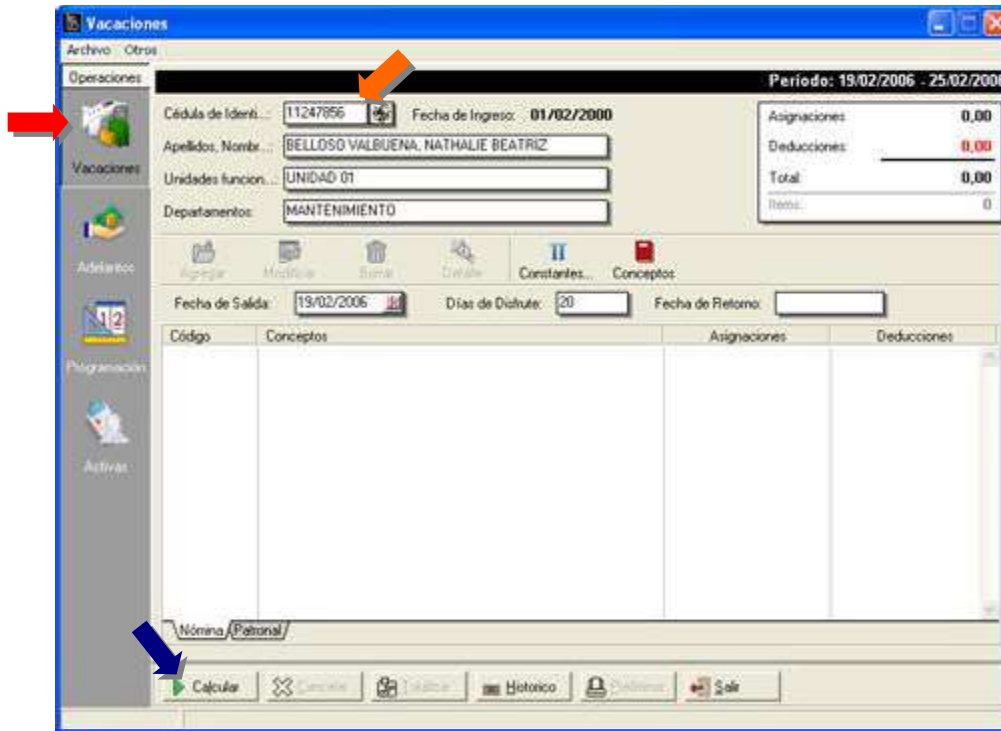 Vacaciones
Archivo Otros
Operaciones
Periodo: 19/02/2006 - 25/02/2006
Cédula de Identi...: 11247856 Fecha de Ingreso: 01/02/2000
Apellidos, Nombr...: BELLOSO VALBUENA, NATHALIE BEATRIZ
Unidades funcion...: UNIDAD 01
Departamentos: MANTENIMIENTO
Asignaciones: 0,00
Deducciones: 0,00
Total: 0,00
Items: 0
Vacaciones
Adelantos
Programación
Activas
Agregar Modificar Borrar Detalle Constantes... Conceptos
Fecha de Salida: 19/02/2006 Días de Disfrute: 20 Fecha de Retorno:
Código Conceptos Asignaciones Deducciones
Nómina Patronal
Calcular Cancelar Totalizar Historico Preliminar Salir